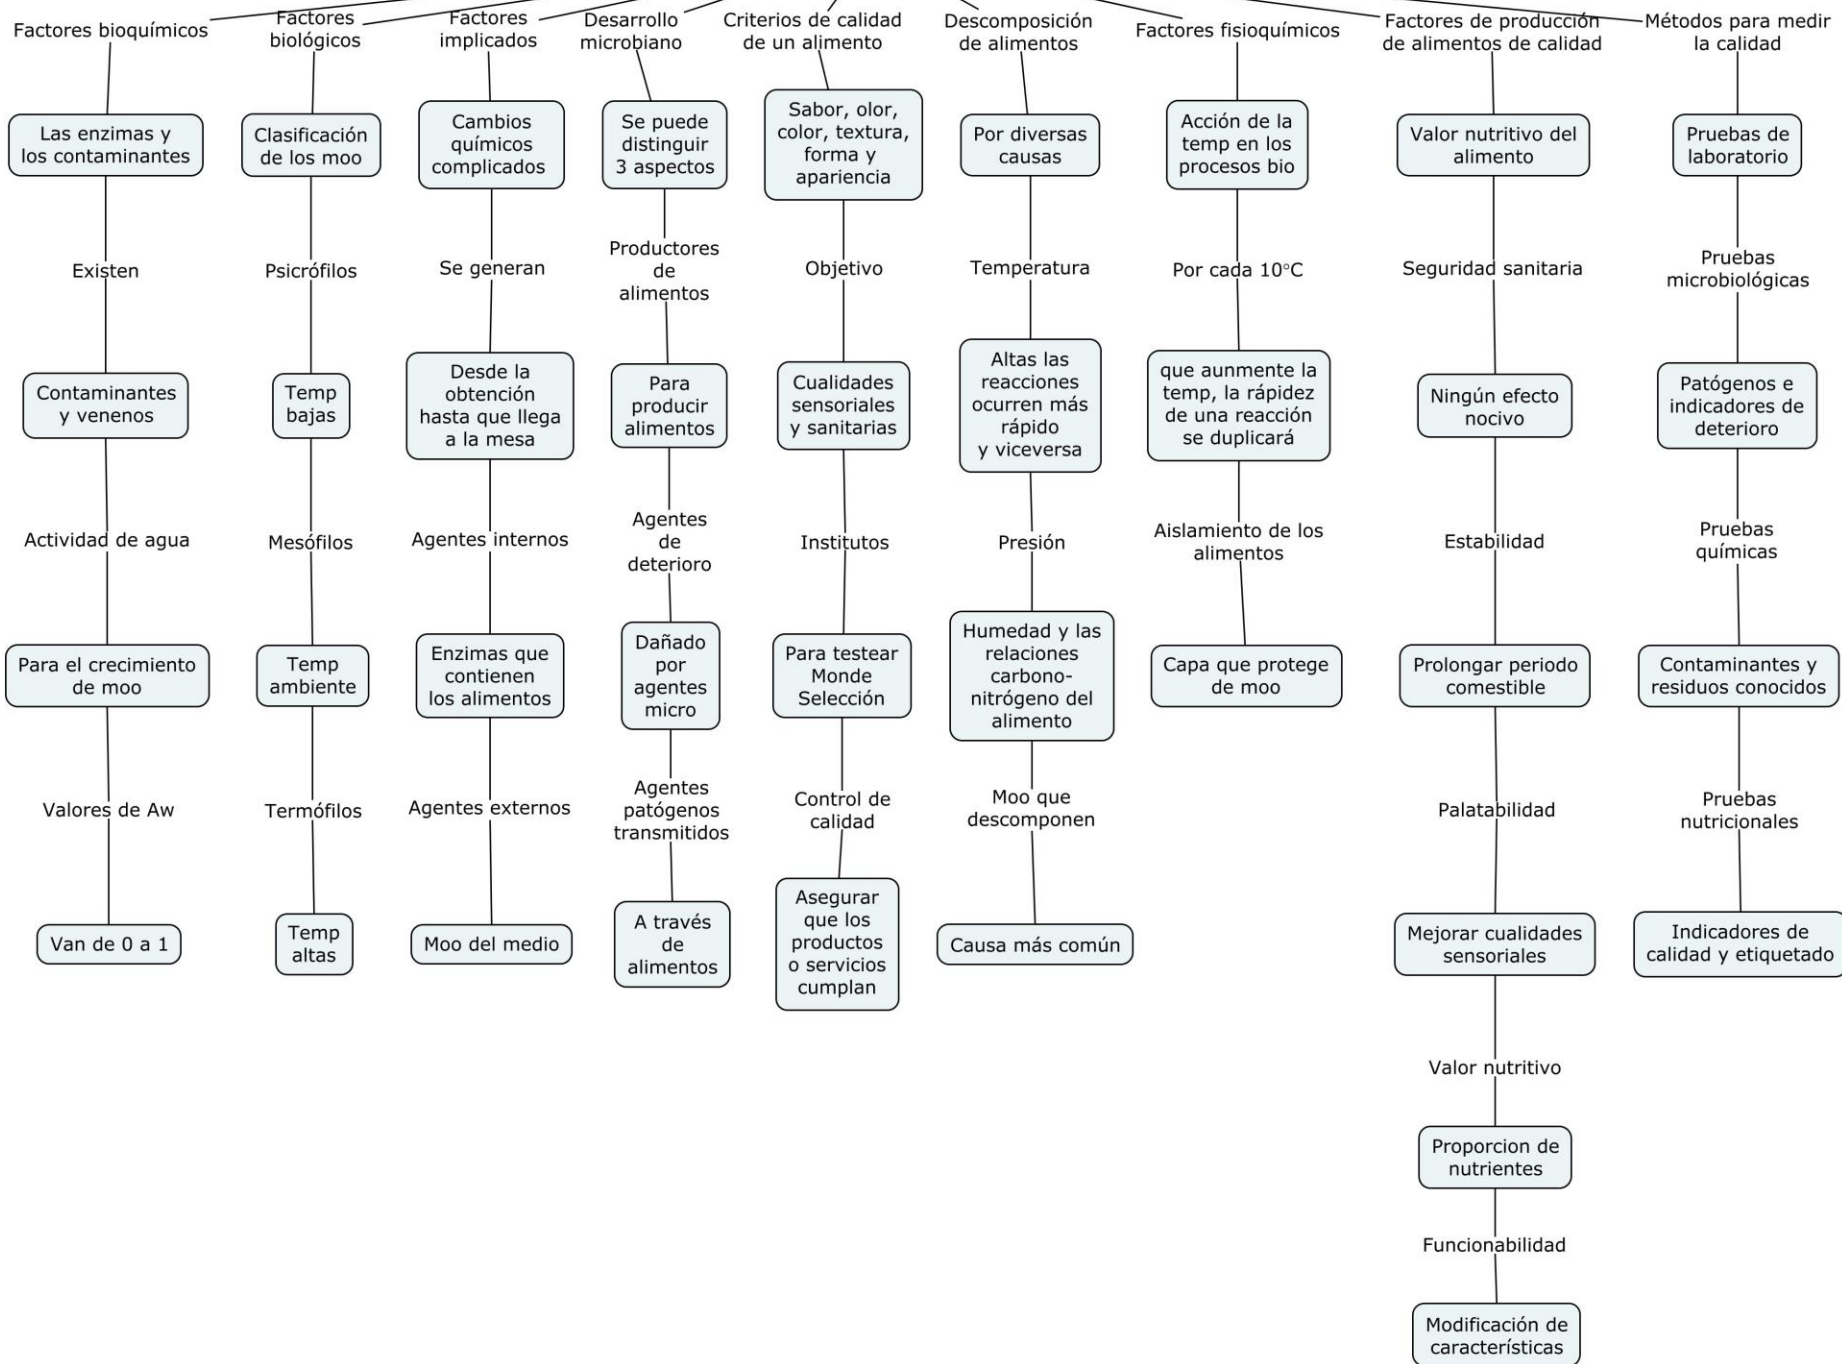 Factores bioquímicos
Las enzimas y
los contaminantes
Existen
Contaminantes
y venenos
Actividad de agua
Para el crecimiento
de moo
Valores de Aw
Van de 0 a 1
Factores
biológicos
Clasificación
de los moo
Psicrófilos
Temp
bajas
Mesófilos
Temp
ambiente
Termófilos
Temp
altas
Factores
implicados
Cambios
químicos
complicados
Se generan
Desde la
obtención
hasta que llega
a la mesa
Agentes internos
Enzimas que
contienen
los alimentos
Agentes externos
Moo del medio
Desarrollo
microbiano
Se puede
distinguir
3 aspectos
Productores
de
alimentos
Para
producir
alimentos
Agentes
de
deterioro
Dañado
por
agentes
micro
Agentes
patógenos
transmitidos
A través
de
alimentos
Criterios de calidad
de un alimento
Sabor, olor,
color, textura,
forma y
apariencia
Objetivo
Cualidades
sensoriales
y sanitarias
Institutos
Para testear
Monde
Selección
Control de
calidad
Asegurar
que los
productos
o servicios
cumplan
Descomposición
de alimentos
Por diversas
causas
Temperatura
Altas las
reacciones
ocurren más
rápido
y viceversa
Presión
Humedad y las
relaciones
carbono-
nitrógeno del
alimento
Moo que
descomponen
Causa más común
Factores fisioquímicos
Acción de la
temp en los
procesos bio
Por cada 10°C
que aunmente la
temp, la rápidez
de una reacción
se duplicará
Aislamiento de los
alimentos
Capa que protege
de moo
Factores de producción
de alimentos de calidad
Valor nutritivo del
alimento
Seguridad sanitaria
Ningún efecto
nocivo
Estabilidad
Prolongar periodo
comestible
Palatabilidad
Mejorar cualidades
sensoriales
Valor nutritivo
Proporcion de
nutrientes
Funcionabilidad
Modificación de
características
Métodos para medir
la calidad
Pruebas de
laboratorio
Pruebas
microbiológicas
Patógenos e
indicadores de
deterioro
Pruebas
químicas
Contaminantes y
residuos conocidos
Pruebas
nutricionales
Indicadores de
calidad y etiquetado